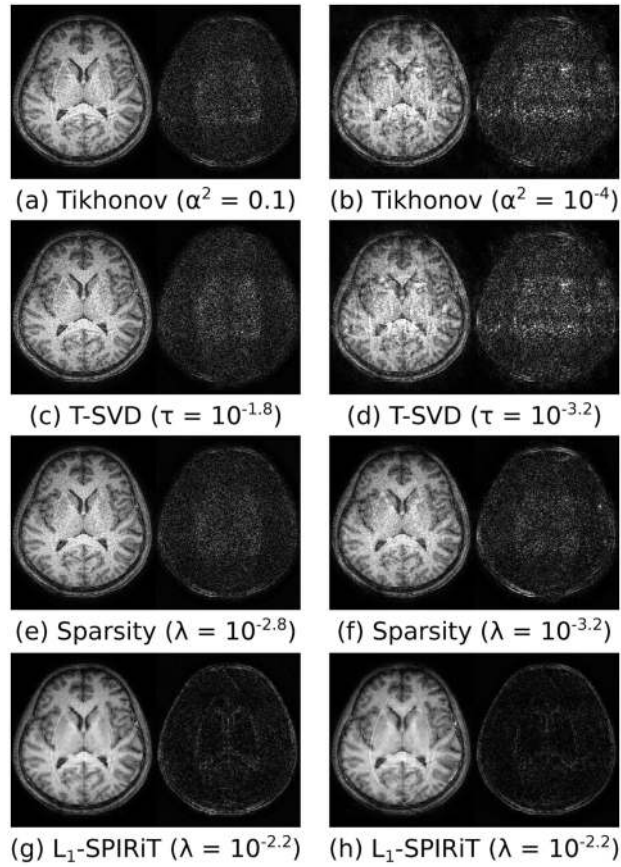 (a) Tikhonov (α² = 0.1)
(b) Tikhonov (α² = 10⁻⁴)
(c) T-SVD (τ = 10⁻¹·⁸)
(d) T-SVD (τ = 10⁻³·²)
(e) Sparsity (λ = 10⁻²·⁸)
(f) Sparsity (λ = 10⁻³·²)
(g) L₁-SPIRiT (λ = 10⁻²·²)
(h) L₁-SPIRiT (λ = 10⁻²·²)